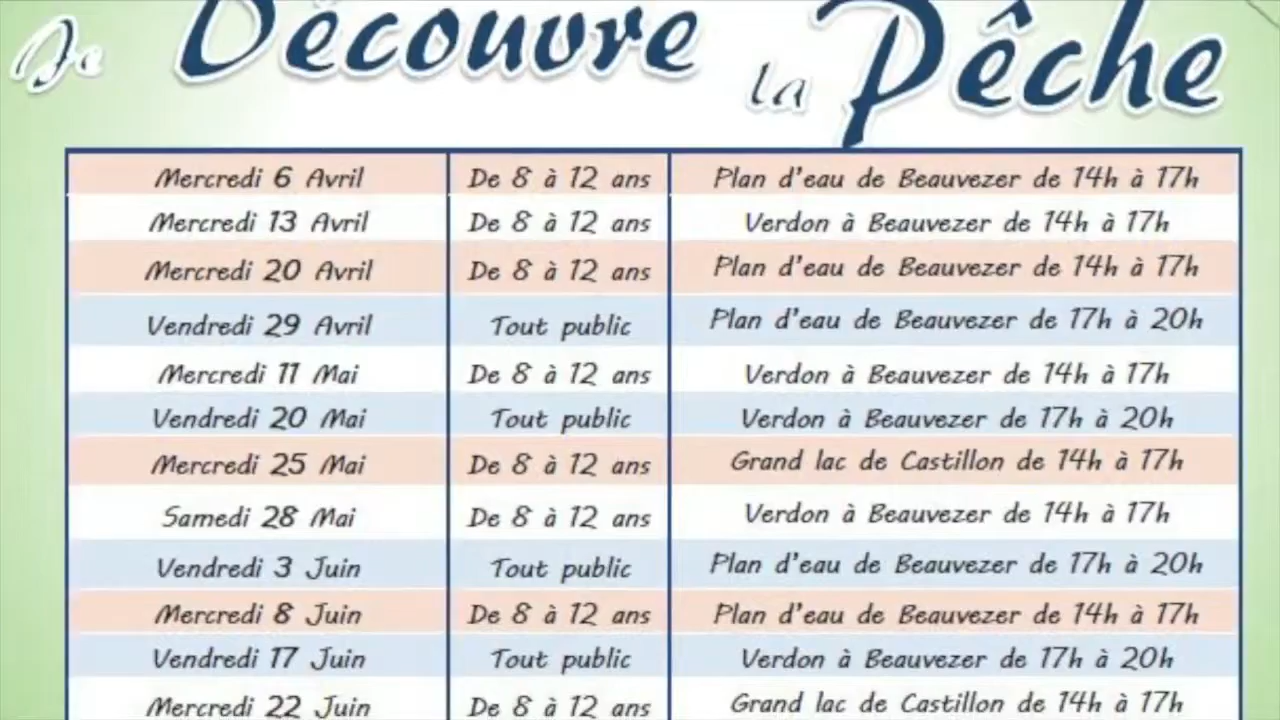 Je Découvre la Pêche
Mercredi 6 Avril De 8 à 12 ans Plan d'eau de Beauvezer de 14h à 17h
Mercredi 13 Avril De 8 à 12 ans Verdon à Beauvezer de 14h à 17h
Mercredi 20 Avril De 8 à 12 ans Plan d'eau de Beauvezer de 14h à 17h
Vendredi 29 Avril Tout public Plan d'eau de Beauvezer de 17h à 20h
Mercredi 11 Mai De 8 à 12 ans Verdon à Beauvezer de 14h à 17h
Vendredi 20 Mai Tout public Verdon à Beauvezer de 17h à 20h
Mercredi 25 Mai De 8 à 12 ans Grand lac de Castillon de 14h à 17h
Samedi 28 Mai De 8 à 12 ans Verdon à Beauvezer de 14h à 17h
Vendredi 3 Juin Tout public Plan d'eau de Beauvezer de 17h à 20h
Mercredi 8 Juin De 8 à 12 ans Plan d'eau de Beauvezer de 14h à 17h
Vendredi 17 Juin Tout public Verdon à Beauvezer de 17h à 20h
Mercredi 22 Juin De 8 à 12 ans Grand lac de Castillon de 14h à 17h